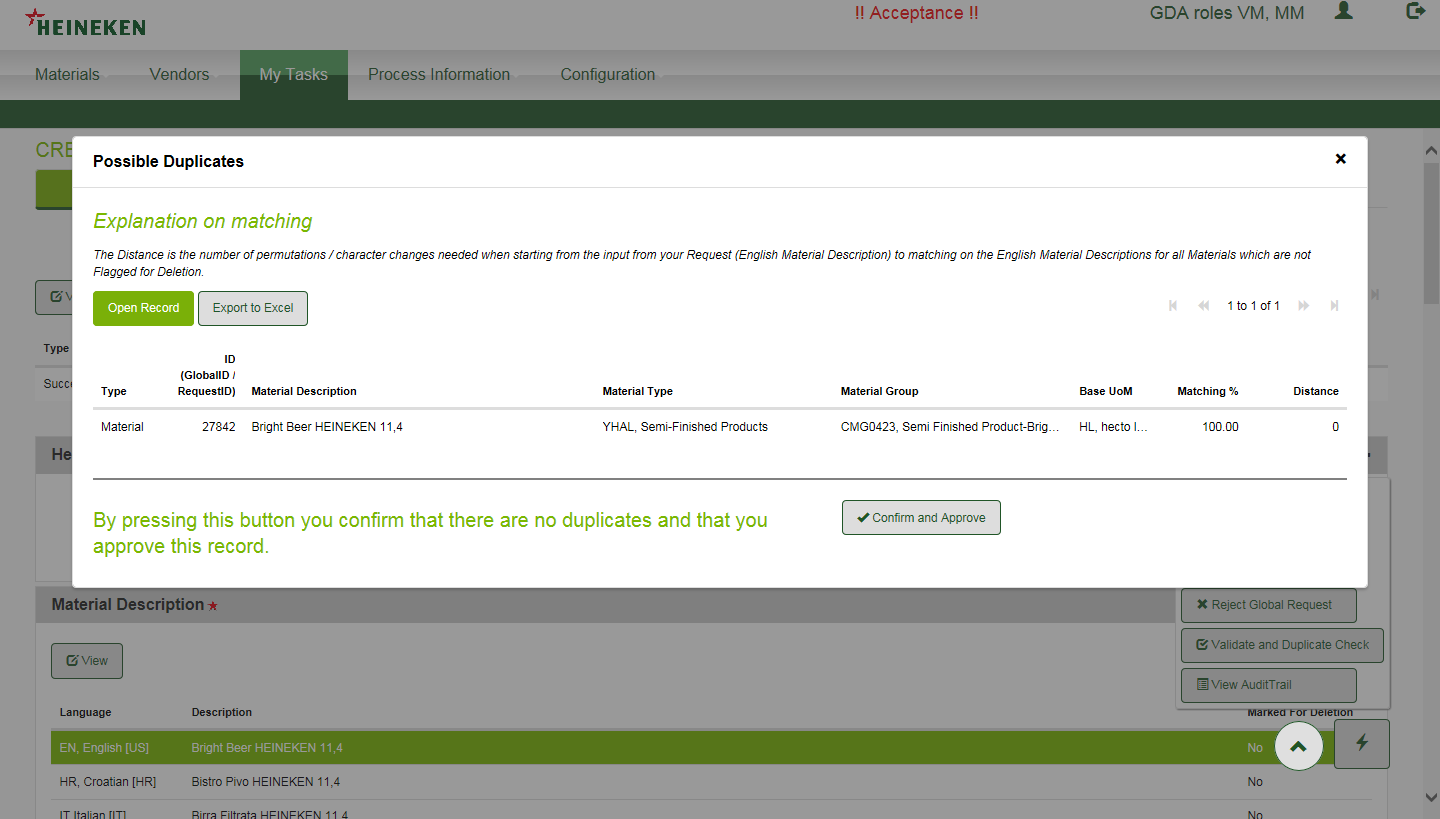 HEINEKEN
!! Acceptance !!
GDA roles VM, MM
Materials
Vendors
My Tasks
Process Information
Configuration
CRE
Possible Duplicates
Explanation on matching
The Distance is the number of permutations / character changes needed when starting from the input from your Request (English Material Description) to matching on the English Material Descriptions for all Materials which are not
Flagged for Deletion.
Open Record
Export to Excel
1 to 1 of 1
Type
ID
(GlobalID /
RequestID)
Material Description
Material Type
Material Group
Base UoM
Matching %
Distance
Material
27842
Bright Beer HEINEKEN 11,4
YHAL, Semi-Finished Products
CMG0423, Semi Finished Product-Brig...
HL, hecto l...
100.00
0
By pressing this button you confirm that there are no duplicates and that you
approve this record.
Confirm and Approve
V
Type
Succe
He
Material Description
Reject Global Request
Validate and Duplicate Check
View AuditTrail
View
Language
Description
Marked For Deletion
EN, English [US]
Bright Beer HEINEKEN 11,4
No
HR, Croatian [HR]
Bistro Pivo HEINEKEN 11,4
No
IT Italian [IT]
Birra Filtrata HEINEKEN 11,4
No